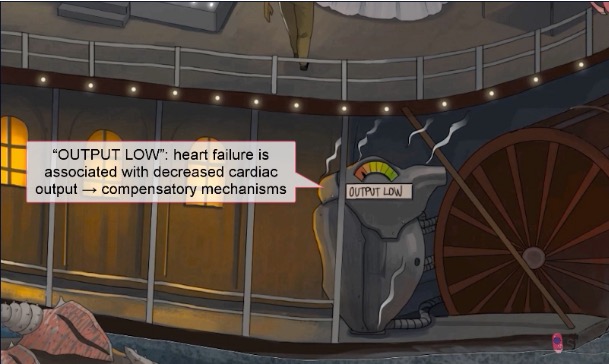 “OUTPUT LOW”: heart failure is
associated with decreased cardiac
output → compensatory mechanisms
OUTPUT LOW